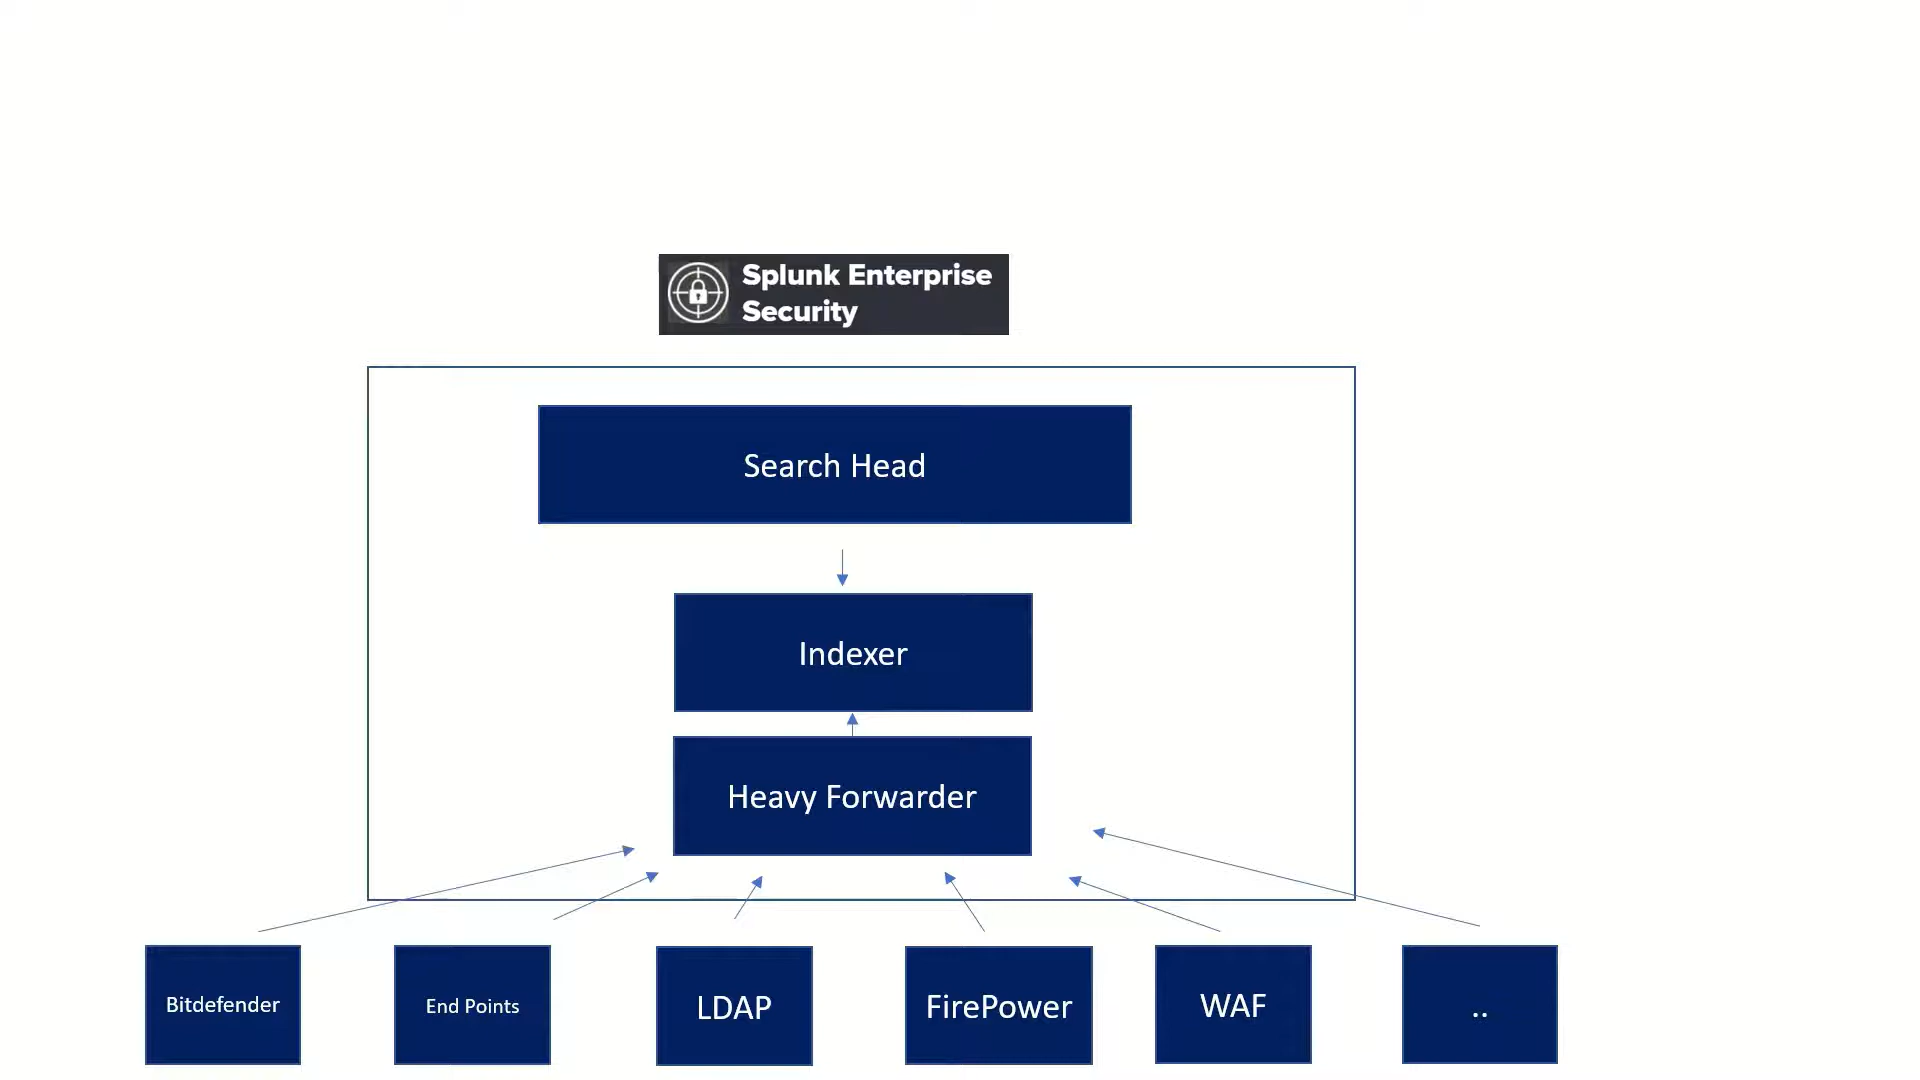 Splunk Enterprise
Security
Search Head
Indexer
Heavy Forwarder
Bitdefender
End Points
LDAP
FirePower
WAF
..